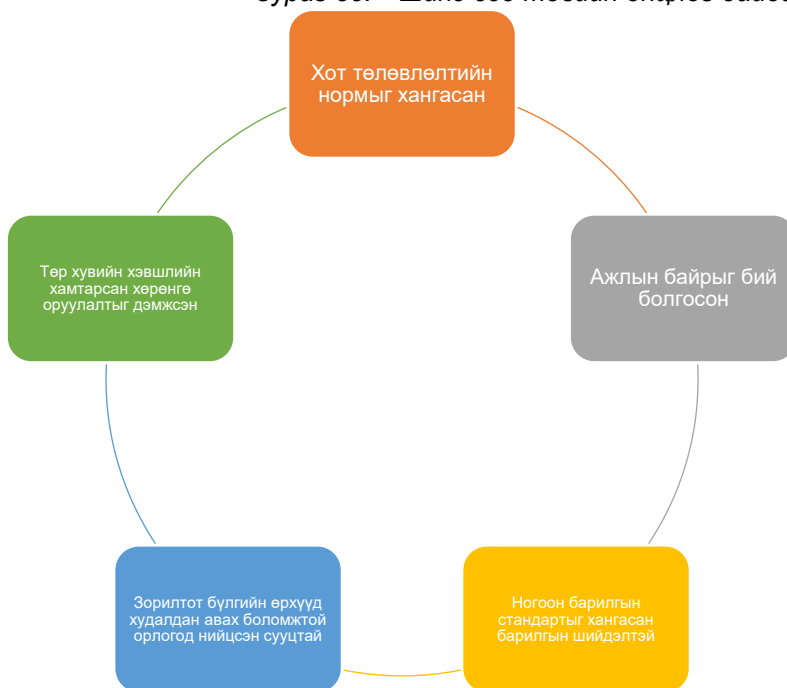 Хот төлөвлөлтийн
нормыг хангасан
Ажлын байрыг бий
болгосон
Ногоон барилгын
стандартыг хангасан
барилгын шийдэлтэй
Зорилтот бүлгийн өрхүүд
худалдан авах боломжтой
орлогод нийцсэн сууцтай
Төр хувийн хэвшлийн
хамтарсан хөрөнгө
оруулалтыг дэмжсэн